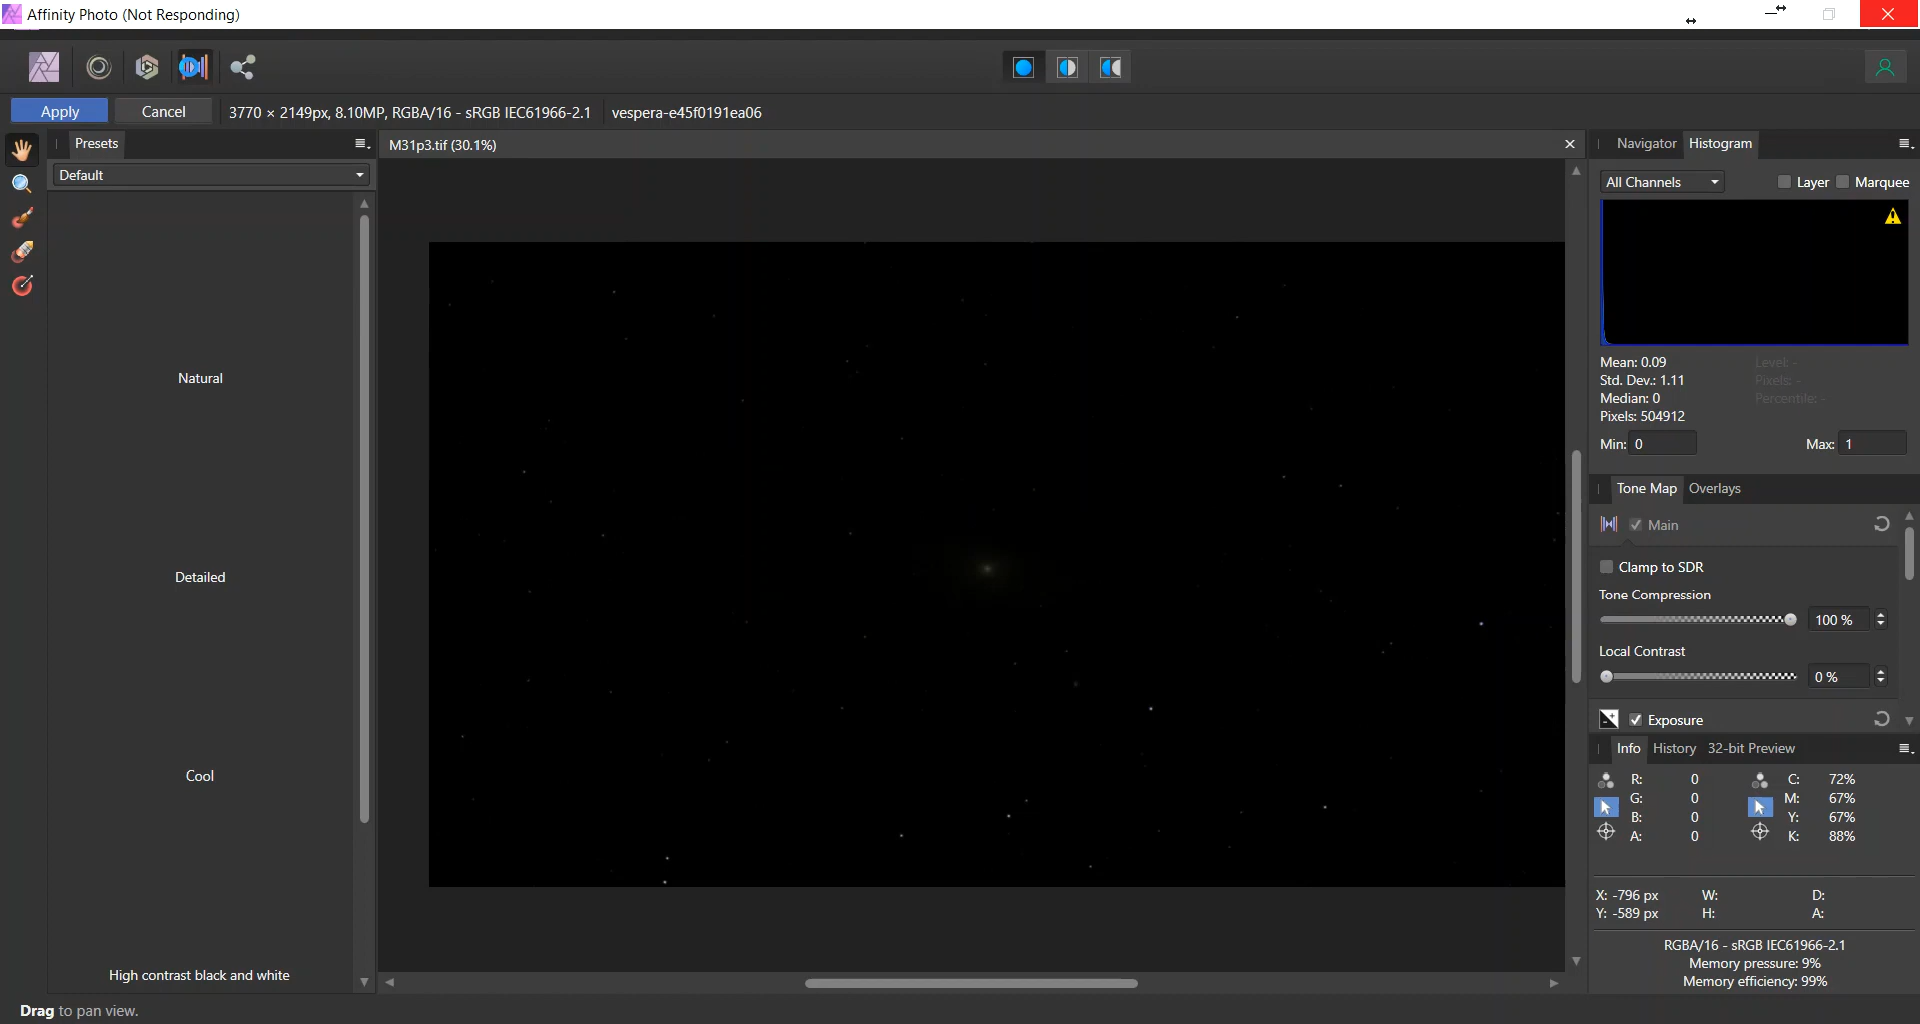 Affinity Photo (Not Responding)
Apply
Cancel
3770 × 2149px, 8.10MP, RGBA/16 - sRGB IEC61966-2.1
vespera-e45f0191ea06
Presets
M31p3.tif (30.1%)
Navigator
Histogram
Default
All Channels
Layer
Marquee
Natural
Detailed
Cool
High contrast black and white
Mean: 0.09
Level: -
Std. Dev.: 1.11
Pixels: -
Median: 0
Percentile: -
Pixels: 504912
Min: 0
Max: 1
Tone Map
Overlays
Main
Clamp to SDR
Tone Compression
100 %
Local Contrast
0 %
Exposure
Info
History
32-bit Preview
R: 0
C: 72%
G: 0
M: 67%
B: 0
Y: 67%
A: 0
K: 88%
X: -796 px
W:
D:
Y: -589 px
H:
A:
RGBA/16 - sRGB IEC61966-2.1
Memory pressure: 9%
Memory efficiency: 99%
Drag to pan view.